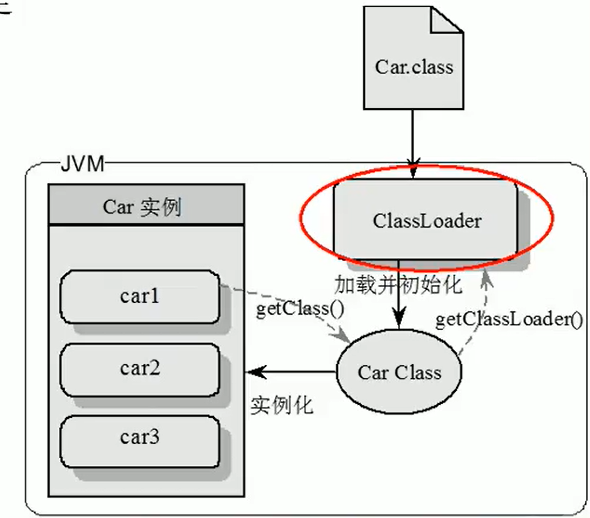 Car.class
JVM
Car 实例
ClassLoader
加载并初始化
car1
getClass()
getClassLoader()
car2
Car Class
实例化
car3